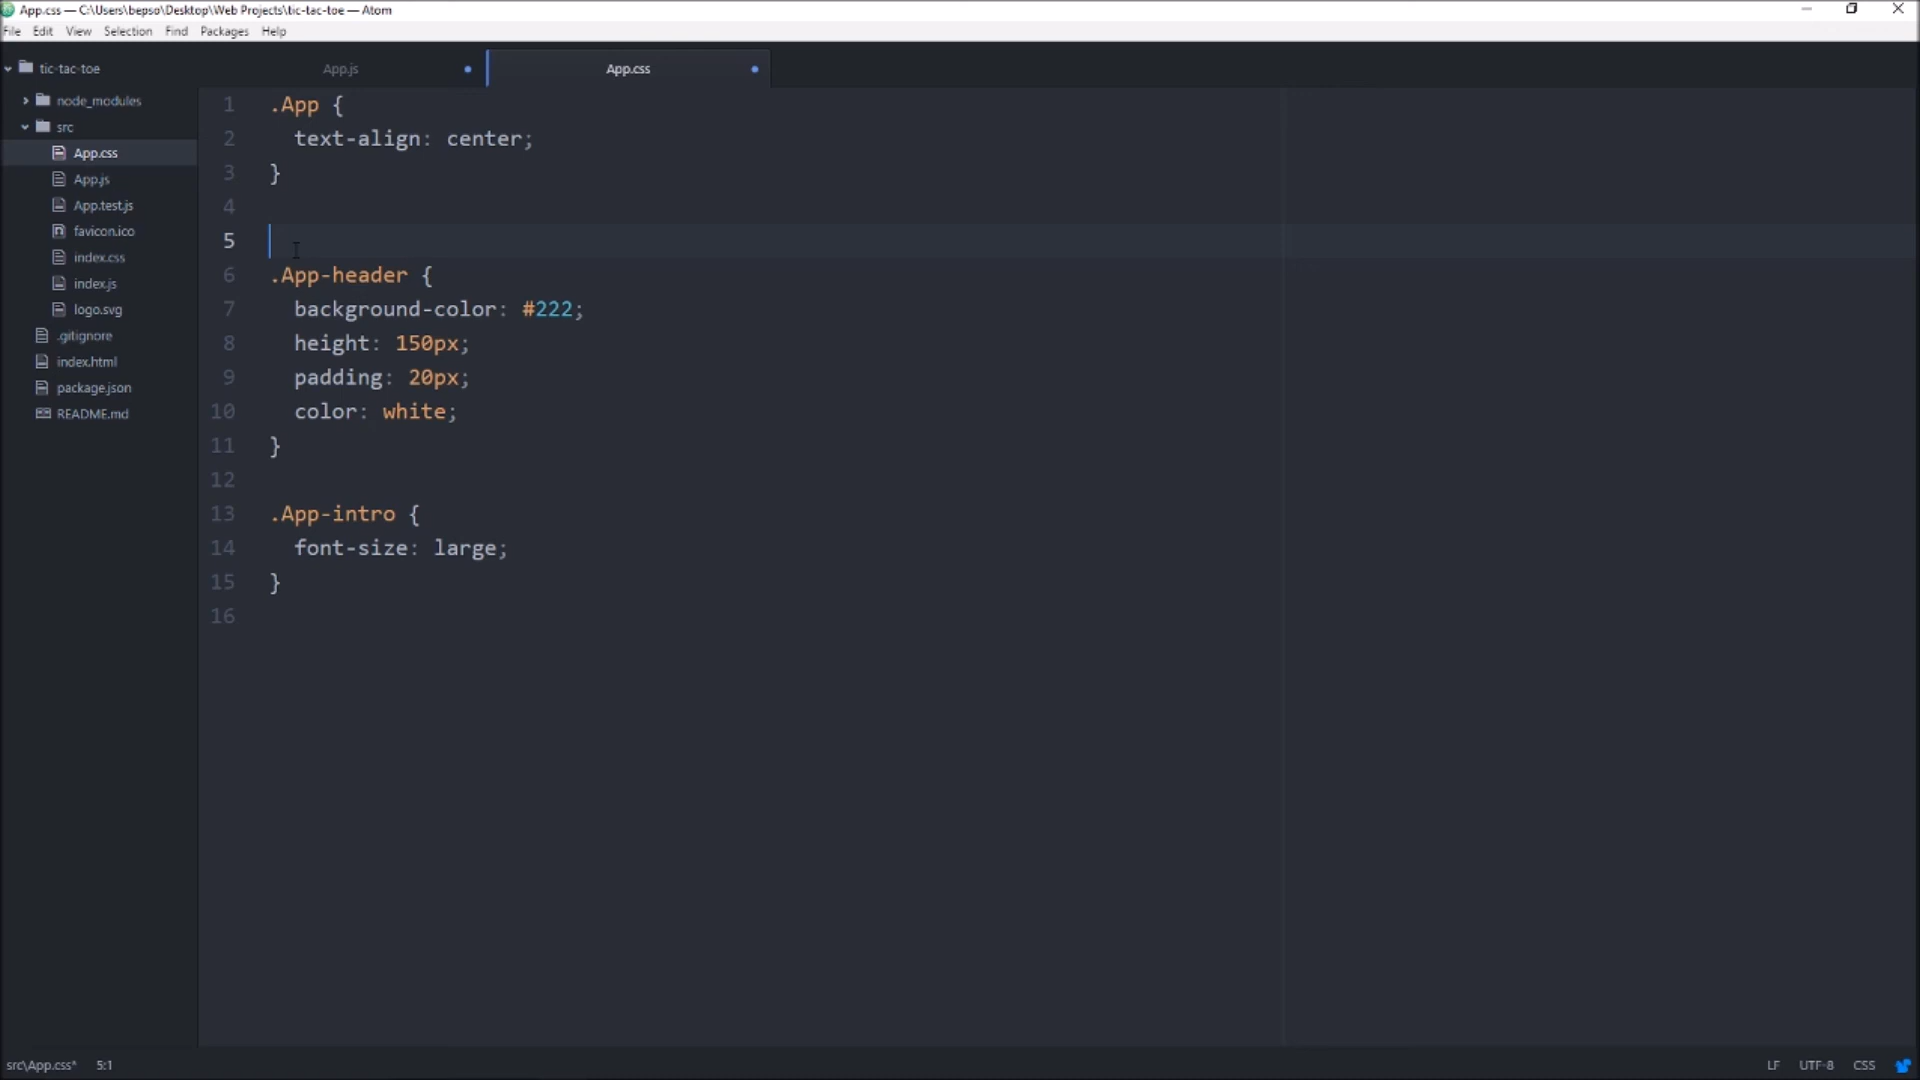 App.css — C:\Users\bepso\Desktop\Web Projects\tic-tac-toe — Atom
File Edit View Selection Find Packages Help
tic-tac-toe
node_modules
src
App.css
App.js
App.test.js
favicon.ico
index.css
index.js
logo.svg
.gitignore
index.html
package.json
README.md
App.js App.css
1 .App {
2 text-align: center;
3 }
4
5
6 .App-header {
7 background-color: #222;
8 height: 150px;
9 padding: 20px;
10 color: white;
11 }
12
13 .App-intro {
14 font-size: large;
15 }
16
src\App.css* 5:1 LF UTF-8 CSS